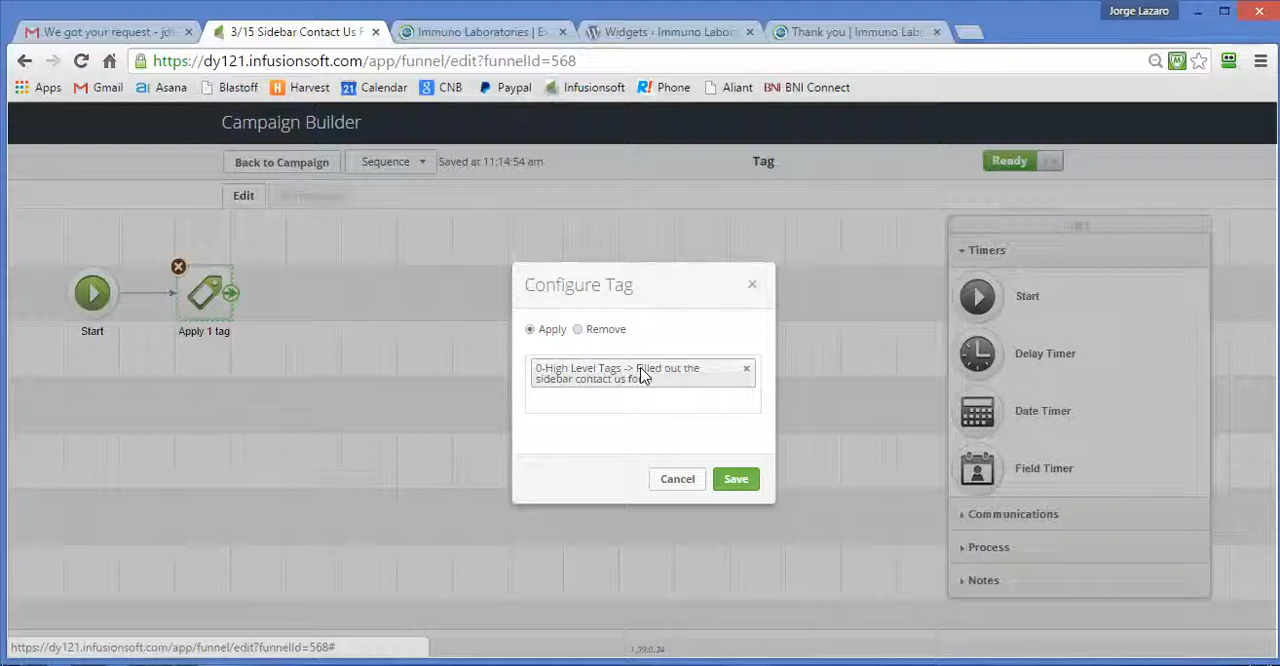 Jorge Lazaro
We got your request - jd
3/15 Sidebar Contact Us F
Immuno Laboratories | E
Widgets ‹ Immuno Labor
Thank you | Immuno Lab
https://dy121.infusionsoft.com/app/funnel/edit?funnelId=568
Apps
Gmail
Asana
Blastoff
Harvest
Calendar
CNB
Paypal
Infusionsoft
Phone
Aliant
BNI Connect
Campaign Builder
Back to Campaign
Sequence
Saved at 11:14:54 am
Tag
Ready
Edit
Start
Apply 1 tag
Configure Tag
Apply
Remove
0-High Level Tags -> Filled out the
sidebar contact us
Cancel
Save
Timers
Start
Delay Timer
Date Timer
Field Timer
Communications
Process
Notes
https://dy121.infusionsoft.com/app/funnel/edit?funnelId=568#